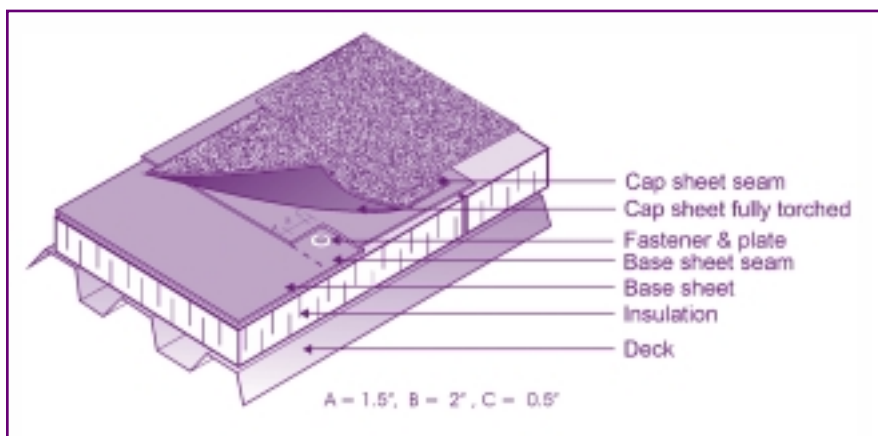 Cap sheet seam
Cap sheet fully torched
Fastener & plate
Base sheet seam
Base sheet
Insulation
Deck
A = 1.5", B = 2", C = 0.5"